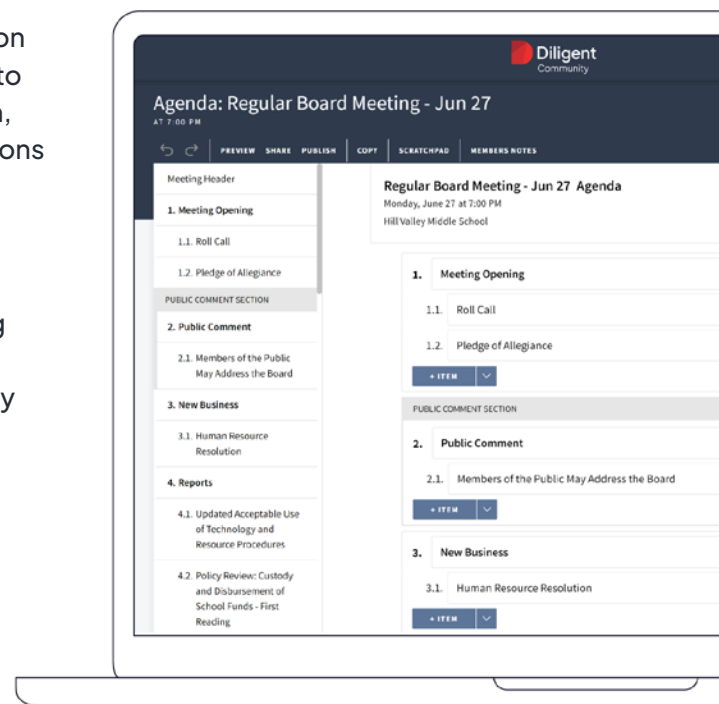 on
to
ons
g
y
Diligent
Community
Agenda: Regular Board Meeting - Jun 27
AT 7:00 PM
PREVIEW SHARE PUBLISH COPY SCRATCHPAD MEMBERS NOTES
Meeting Header
1. Meeting Opening
1.1. Roll Call
1.2. Pledge of Allegiance
PUBLIC COMMENT SECTION
2. Public Comment
2.1. Members of the Public
May Address the Board
3. New Business
3.1. Human Resource
Resolution
4. Reports
4.1. Updated Acceptable Use
of Technology and
Resource Procedures
4.2. Policy Review: Custody
and Disbursement of
School Funds - First
Reading
Regular Board Meeting - Jun 27 Agenda
Monday, June 27 at 7:00 PM
Hill Valley Middle School
1. Meeting Opening
1.1. Roll Call
1.2. Pledge of Allegiance
+ ITEM
PUBLIC COMMENT SECTION
2. Public Comment
2.1. Members of the Public May Address the Board
+ ITEM
3. New Business
3.1. Human Resource Resolution
+ ITEM